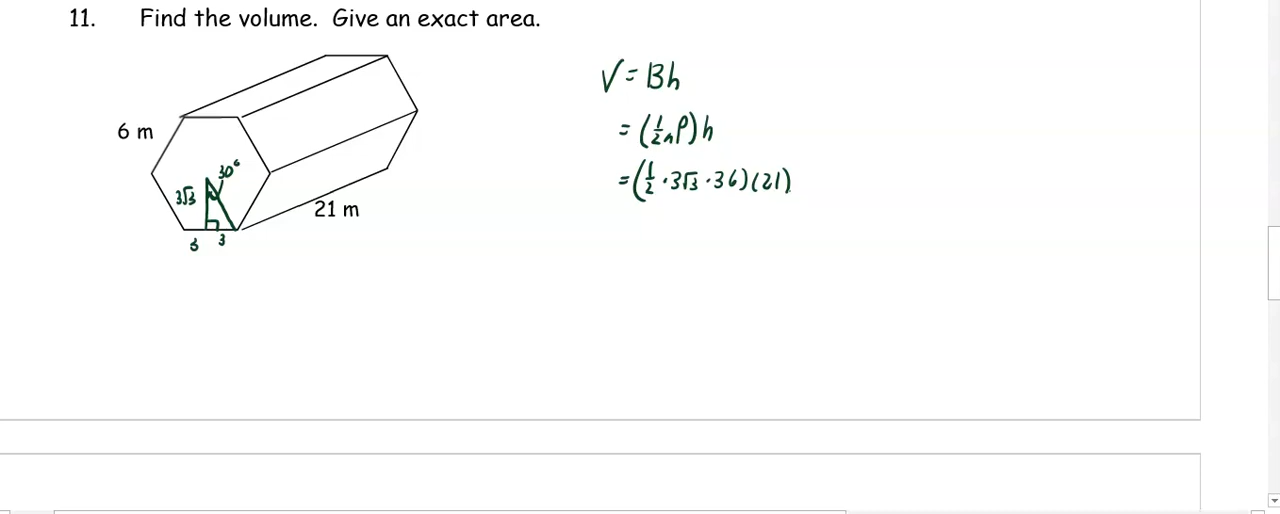 11. Find the volume. Give an exact area.
V = Bh
6 m
= (1/2 a P) h
30°
= (1/2 · 3√3 · 36)(21)
3√3
21 m
3 3